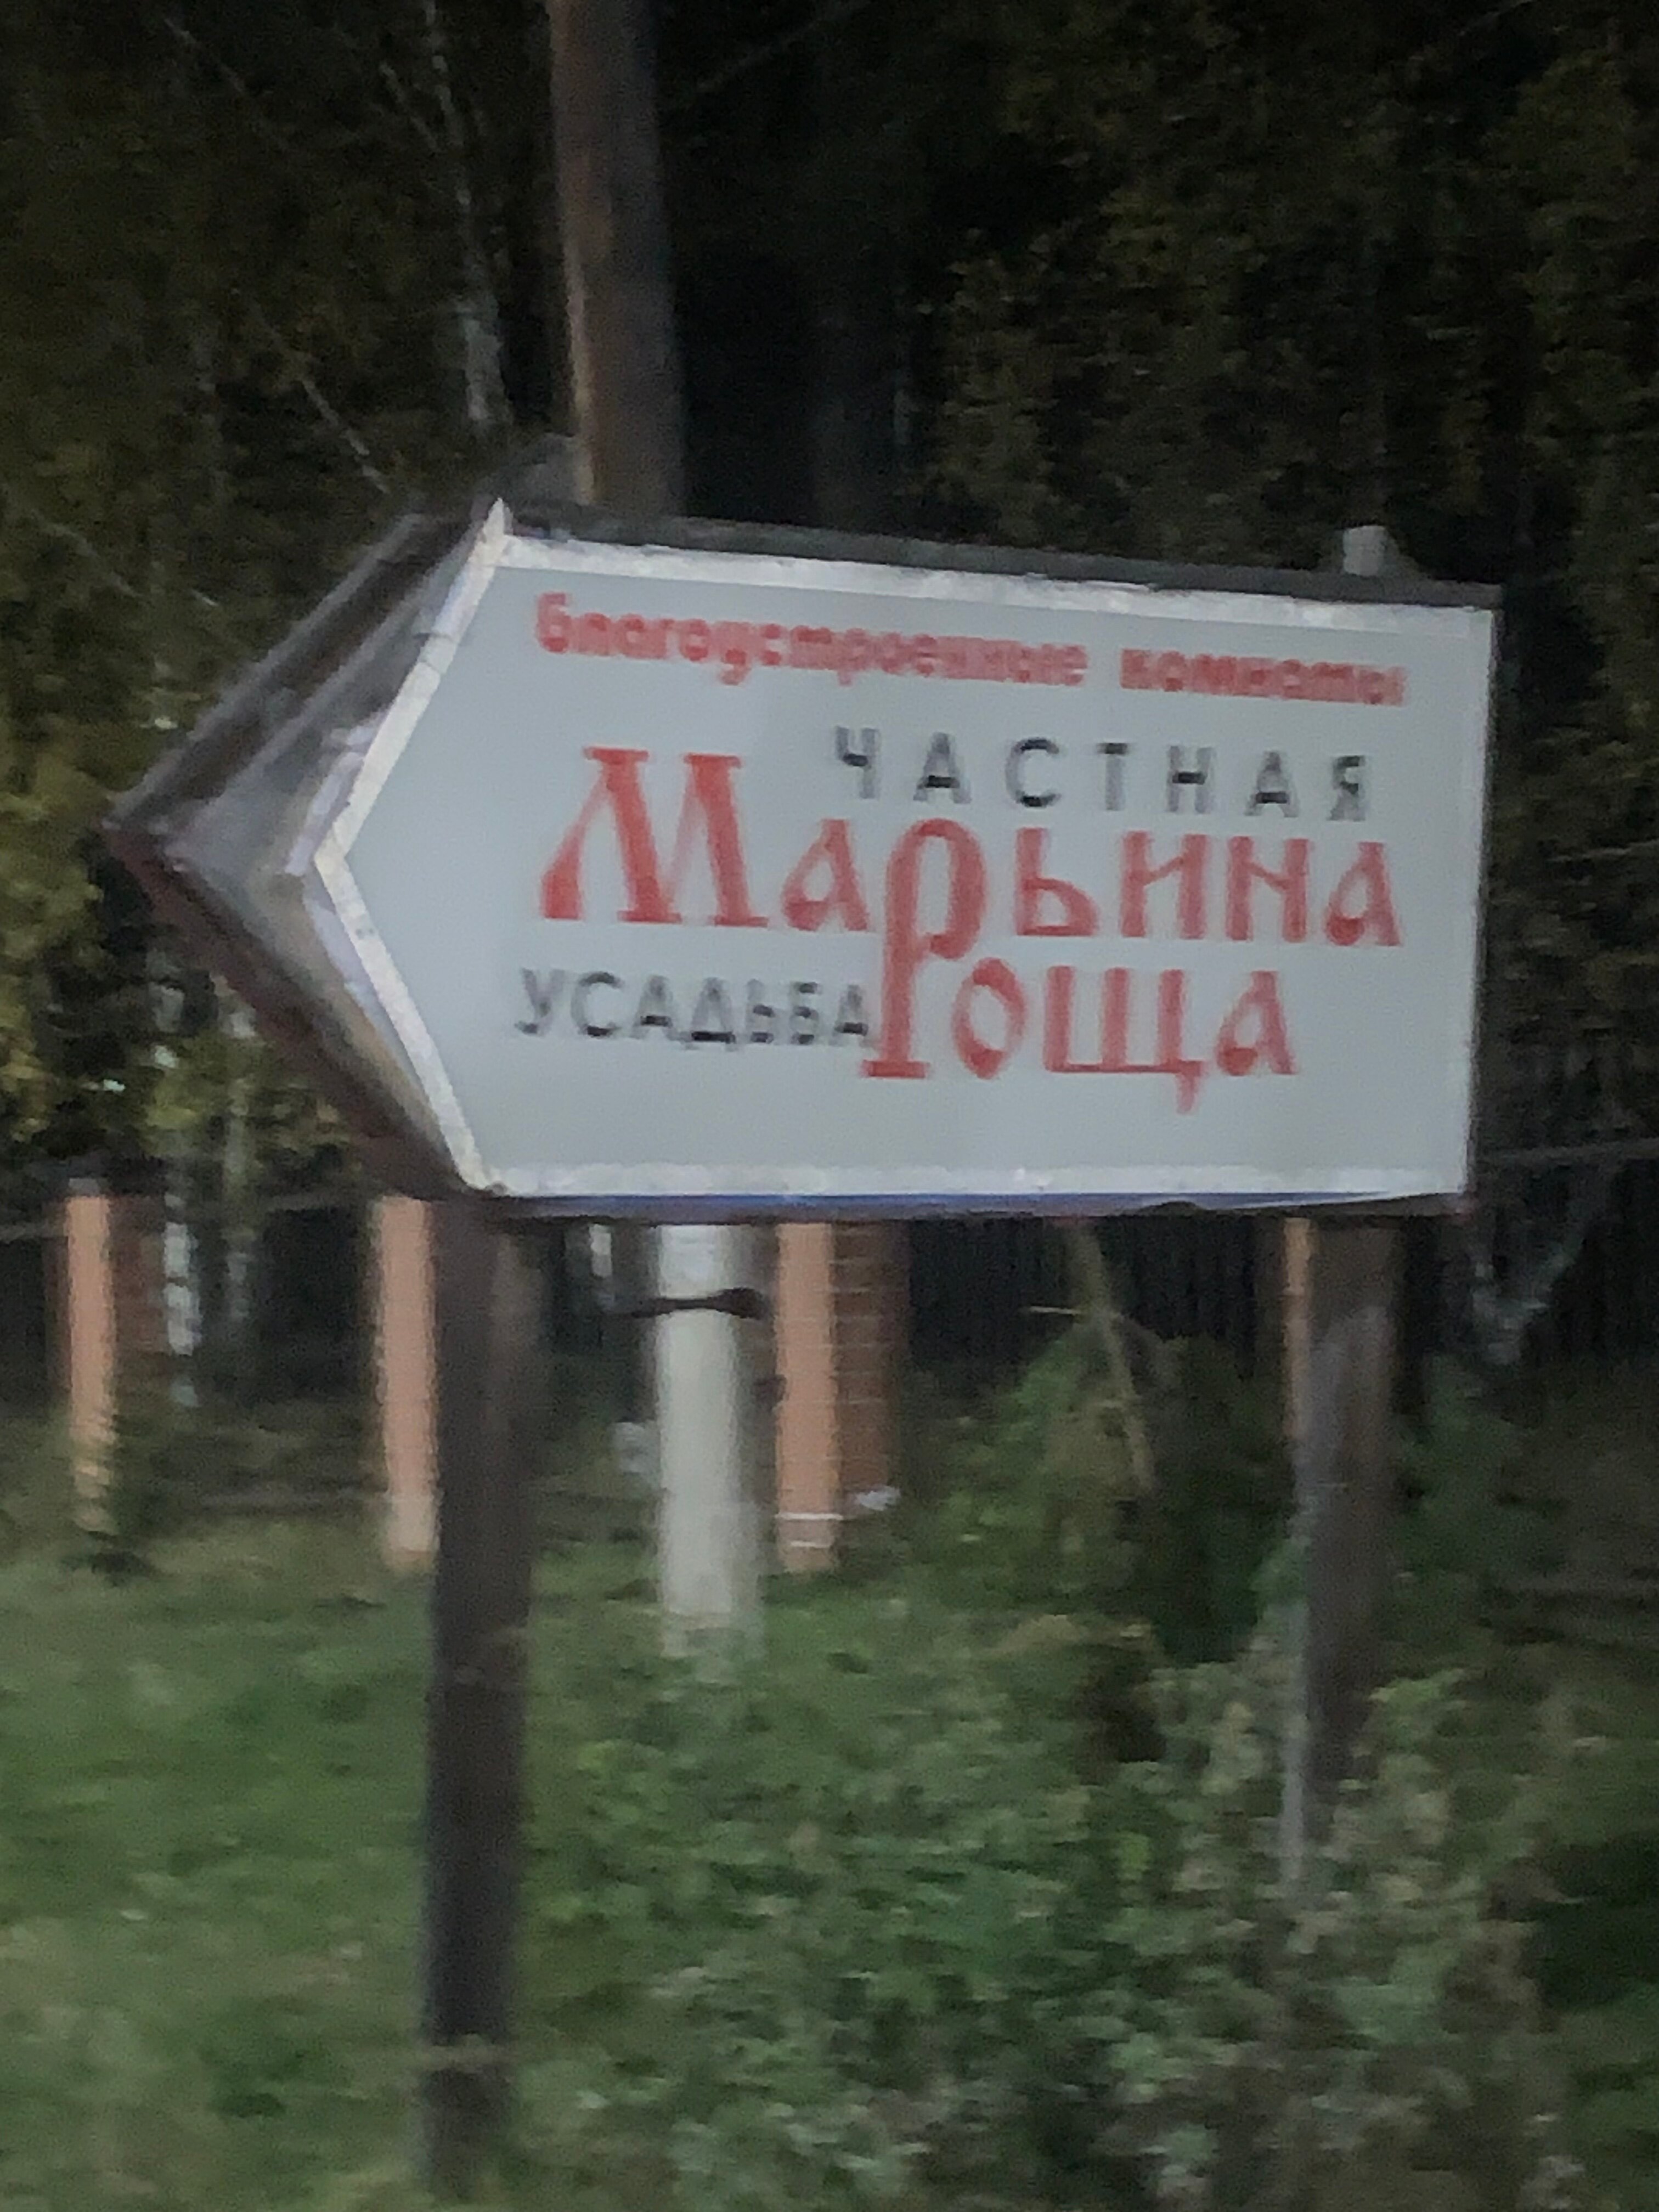 благоустроенные комнаты
ЧАСТНАЯ
Марьина
УСАДЬБА Роща